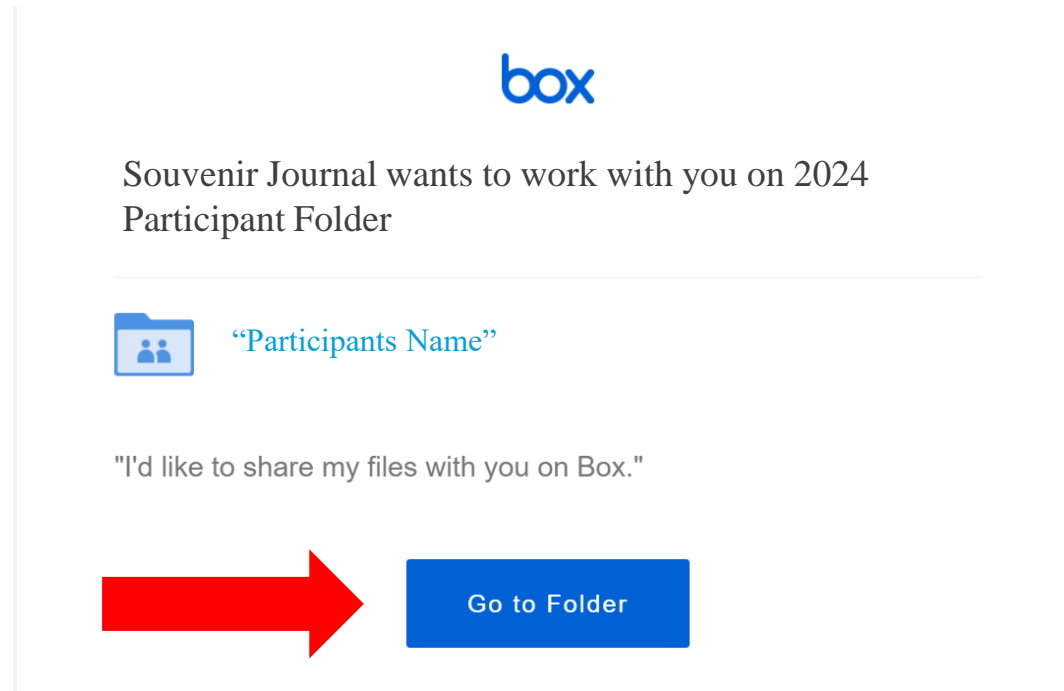 box
Souvenir Journal wants to work with you on 2024
Participant Folder
“Participants Name”
"I'd like to share my files with you on Box."
Go to Folder